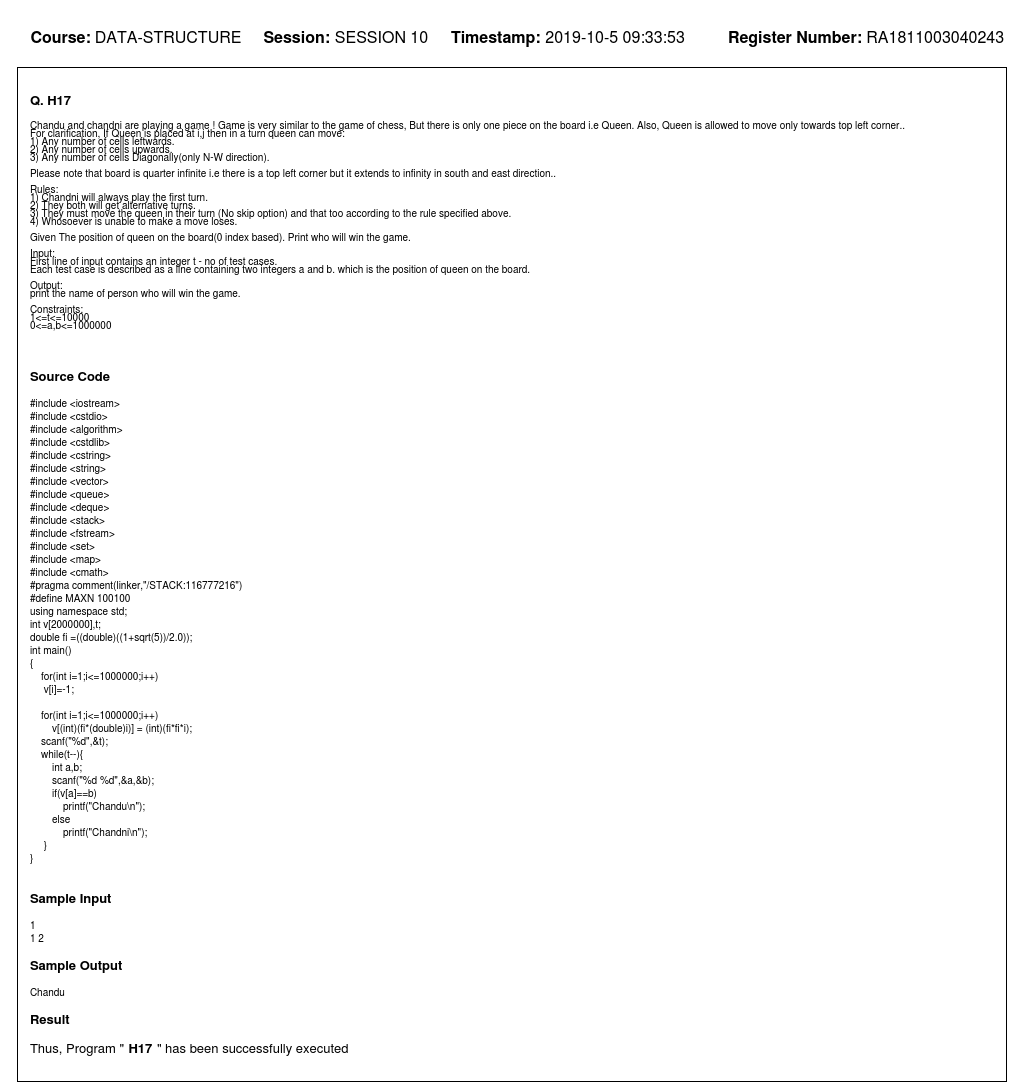 Course: DATA-STRUCTURE Session: SESSION 10 Timestamp: 2019-10-5 09:33:53 Register Number: RA1811003040243
Q. H17
Chandu and chandni are playing a game ! Game is very similar to the game of chess, But there is only one piece on the board i.e Queen. Also, Queen is allowed to move only towards top left corner..
For clarification, If Queen is placed at i,j then in a turn queen can move:
1) Any number of cells leftwards.
2) Any number of cells upwards.
3) Any number of cells Diagonally(only N-W direction).
Please note that board is quarter infinite i.e there is a top left corner but it extends to infinity in south and east direction..
Rules:
1) Chandni will always play the first turn.
2) They both will get alternative turns.
3) They must move the queen in their turn (No skip option) and that too according to the rule specified above.
4) Whosoever is unable to make a move loses.
Given The position of queen on the board(0 index based). Print who will win the game.
Input:
First line of input contains an integer t - no of test cases.
Each test case is described as a line containing two integers a and b. which is the position of queen on the board.
Output:
print the name of person who will win the game.
Constraints:
1<=t<=10000
0<=a,b<=1000000
Source Code
#include <iostream>
#include <cstdio>
#include <algorithm>
#include <cstdlib>
#include <cstring>
#include <string>
#include <vector>
#include <queue>
#include <deque>
#include <stack>
#include <fstream>
#include <set>
#include <map>
#include <cmath>
#pragma comment(linker,"/STACK:116777216")
#define MAXN 100100
using namespace std;
int v[2000000],t;
double fi =((double)((1+sqrt(5))/2.0));
int main()
{
for(int i=1;i<=1000000;i++)
v[i]=-1;
for(int i=1;i<=1000000;i++)
v[(int)(fi*(double)i)] = (int)(fi*fi*i);
scanf("%d",&t);
while(t--){
int a,b;
scanf("%d %d",&a,&b);
if(v[a]==b)
printf("Chandu\n");
else
printf("Chandni\n");
}
}
Sample Input
1
1 2
Sample Output
Chandu
Result
Thus, Program " H17 " has been successfully executed